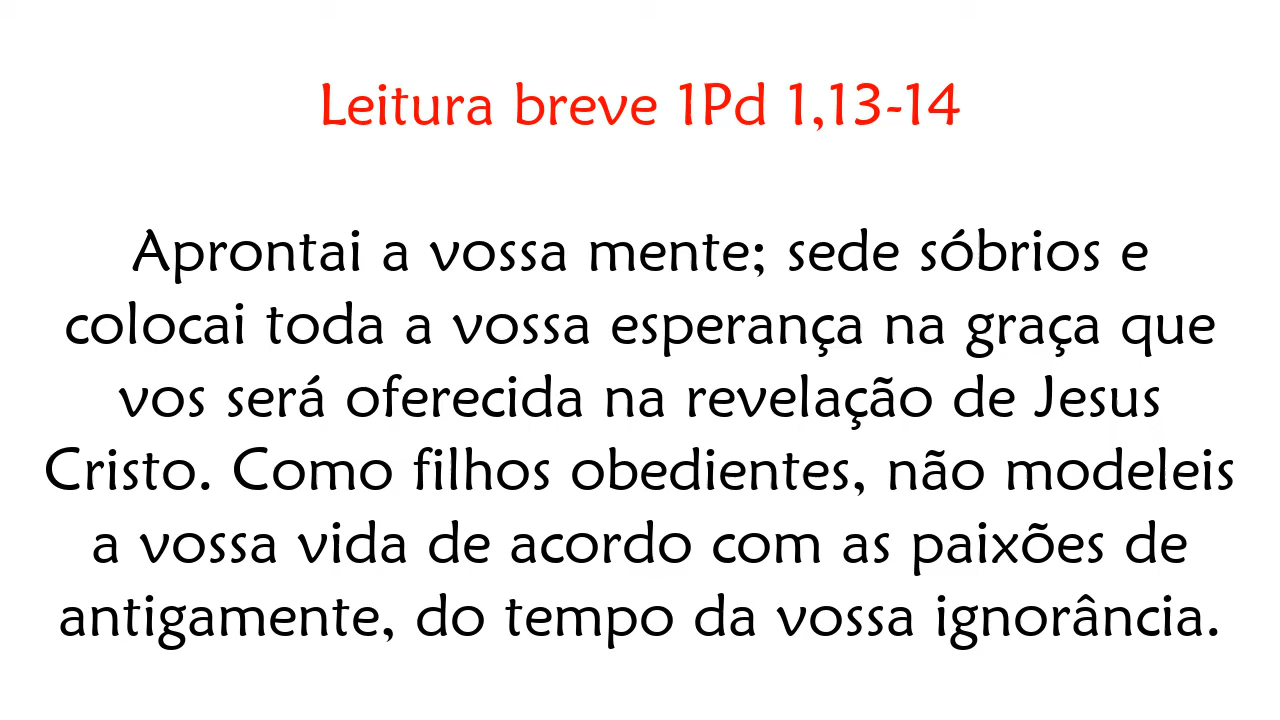 Leitura breve 1Pd 1,13-14
Aprontai a vossa mente; sede sóbrios e
colocai toda a vossa esperança na graça que
vos será oferecida na revelação de Jesus
Cristo. Como filhos obedientes, não modeleis
a vossa vida de acordo com as paixões de
antigamente, do tempo da vossa ignorância.